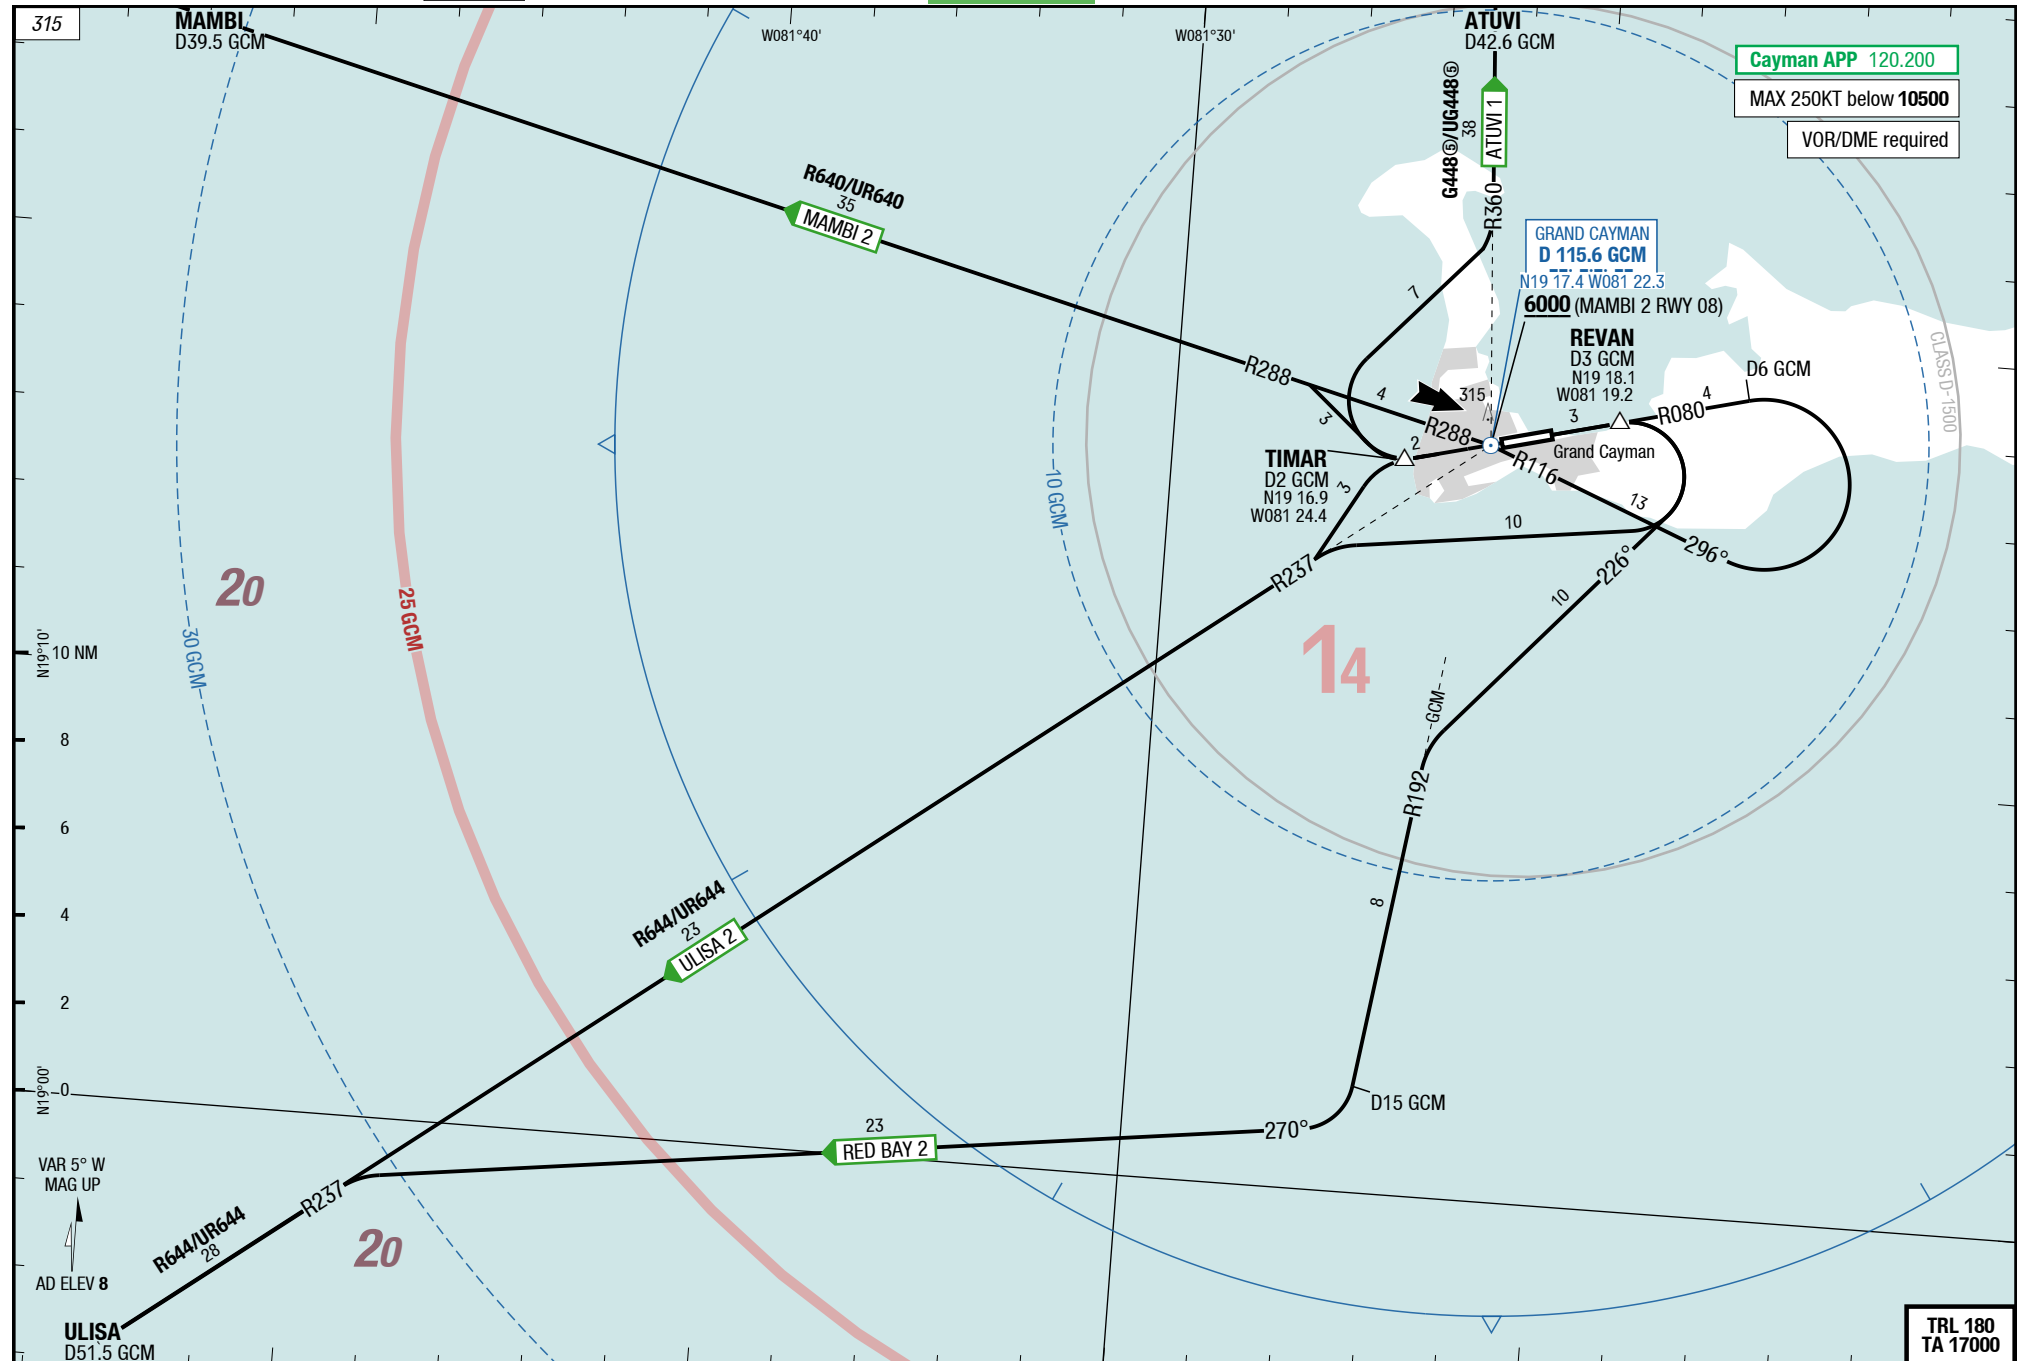 315
MAMBI
D39.5 GCM
W081°40'
W081°30'
ATUVI
D42.6 GCM
Cayman APP 120.200
MAX 250KT below 10500
VOR/DME required
G448⑤/UG448⑤
38
ATUVI 1
R360
R640/UR640
35
MAMBI 2
GRAND CAYMAN
D 115.6 GCM
N19 17.4 W081 22.3
6000 (MAMBI 2 RWY 08)
REVAN
D3 GCM
N19 18.1
W081 19.2
D6 GCM
CLASS D-1500
7
R288
4
3
315
R288
2
3
R080
4
Grand Cayman
TIMAR
D2 GCM
N19 16.9
W081 24.4
3
R116
13
296°
10
226°
10
R237
10 GCM
20
25 GCM
30 GCM
14
N19°10'
10 NM
8
6
4
2
0
N19°00'
GCM
R192
8
R644/UR644
23
ULISA 2
D15 GCM
270°
23
RED BAY 2
VAR 5° W
MAG UP
AD ELEV 8
R237
R644/UR644
28
20
ULISA
D51.5 GCM
TRL 180
TA 17000